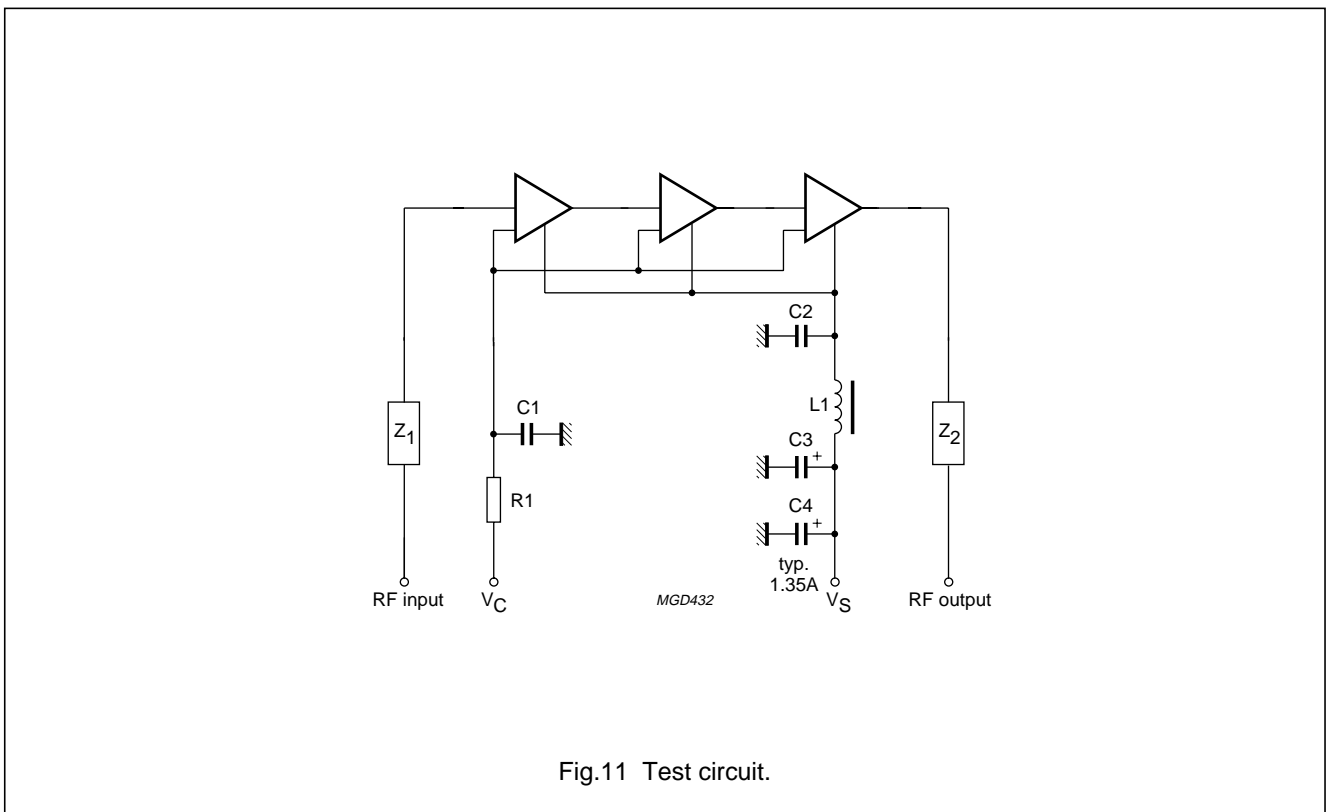 C2
L1
C1
Z1
C3
+
Z2
R1
C4
+
typ.
1.35A
RF input
VC
MGD432
VS
RF output
Fig.11 Test circuit.